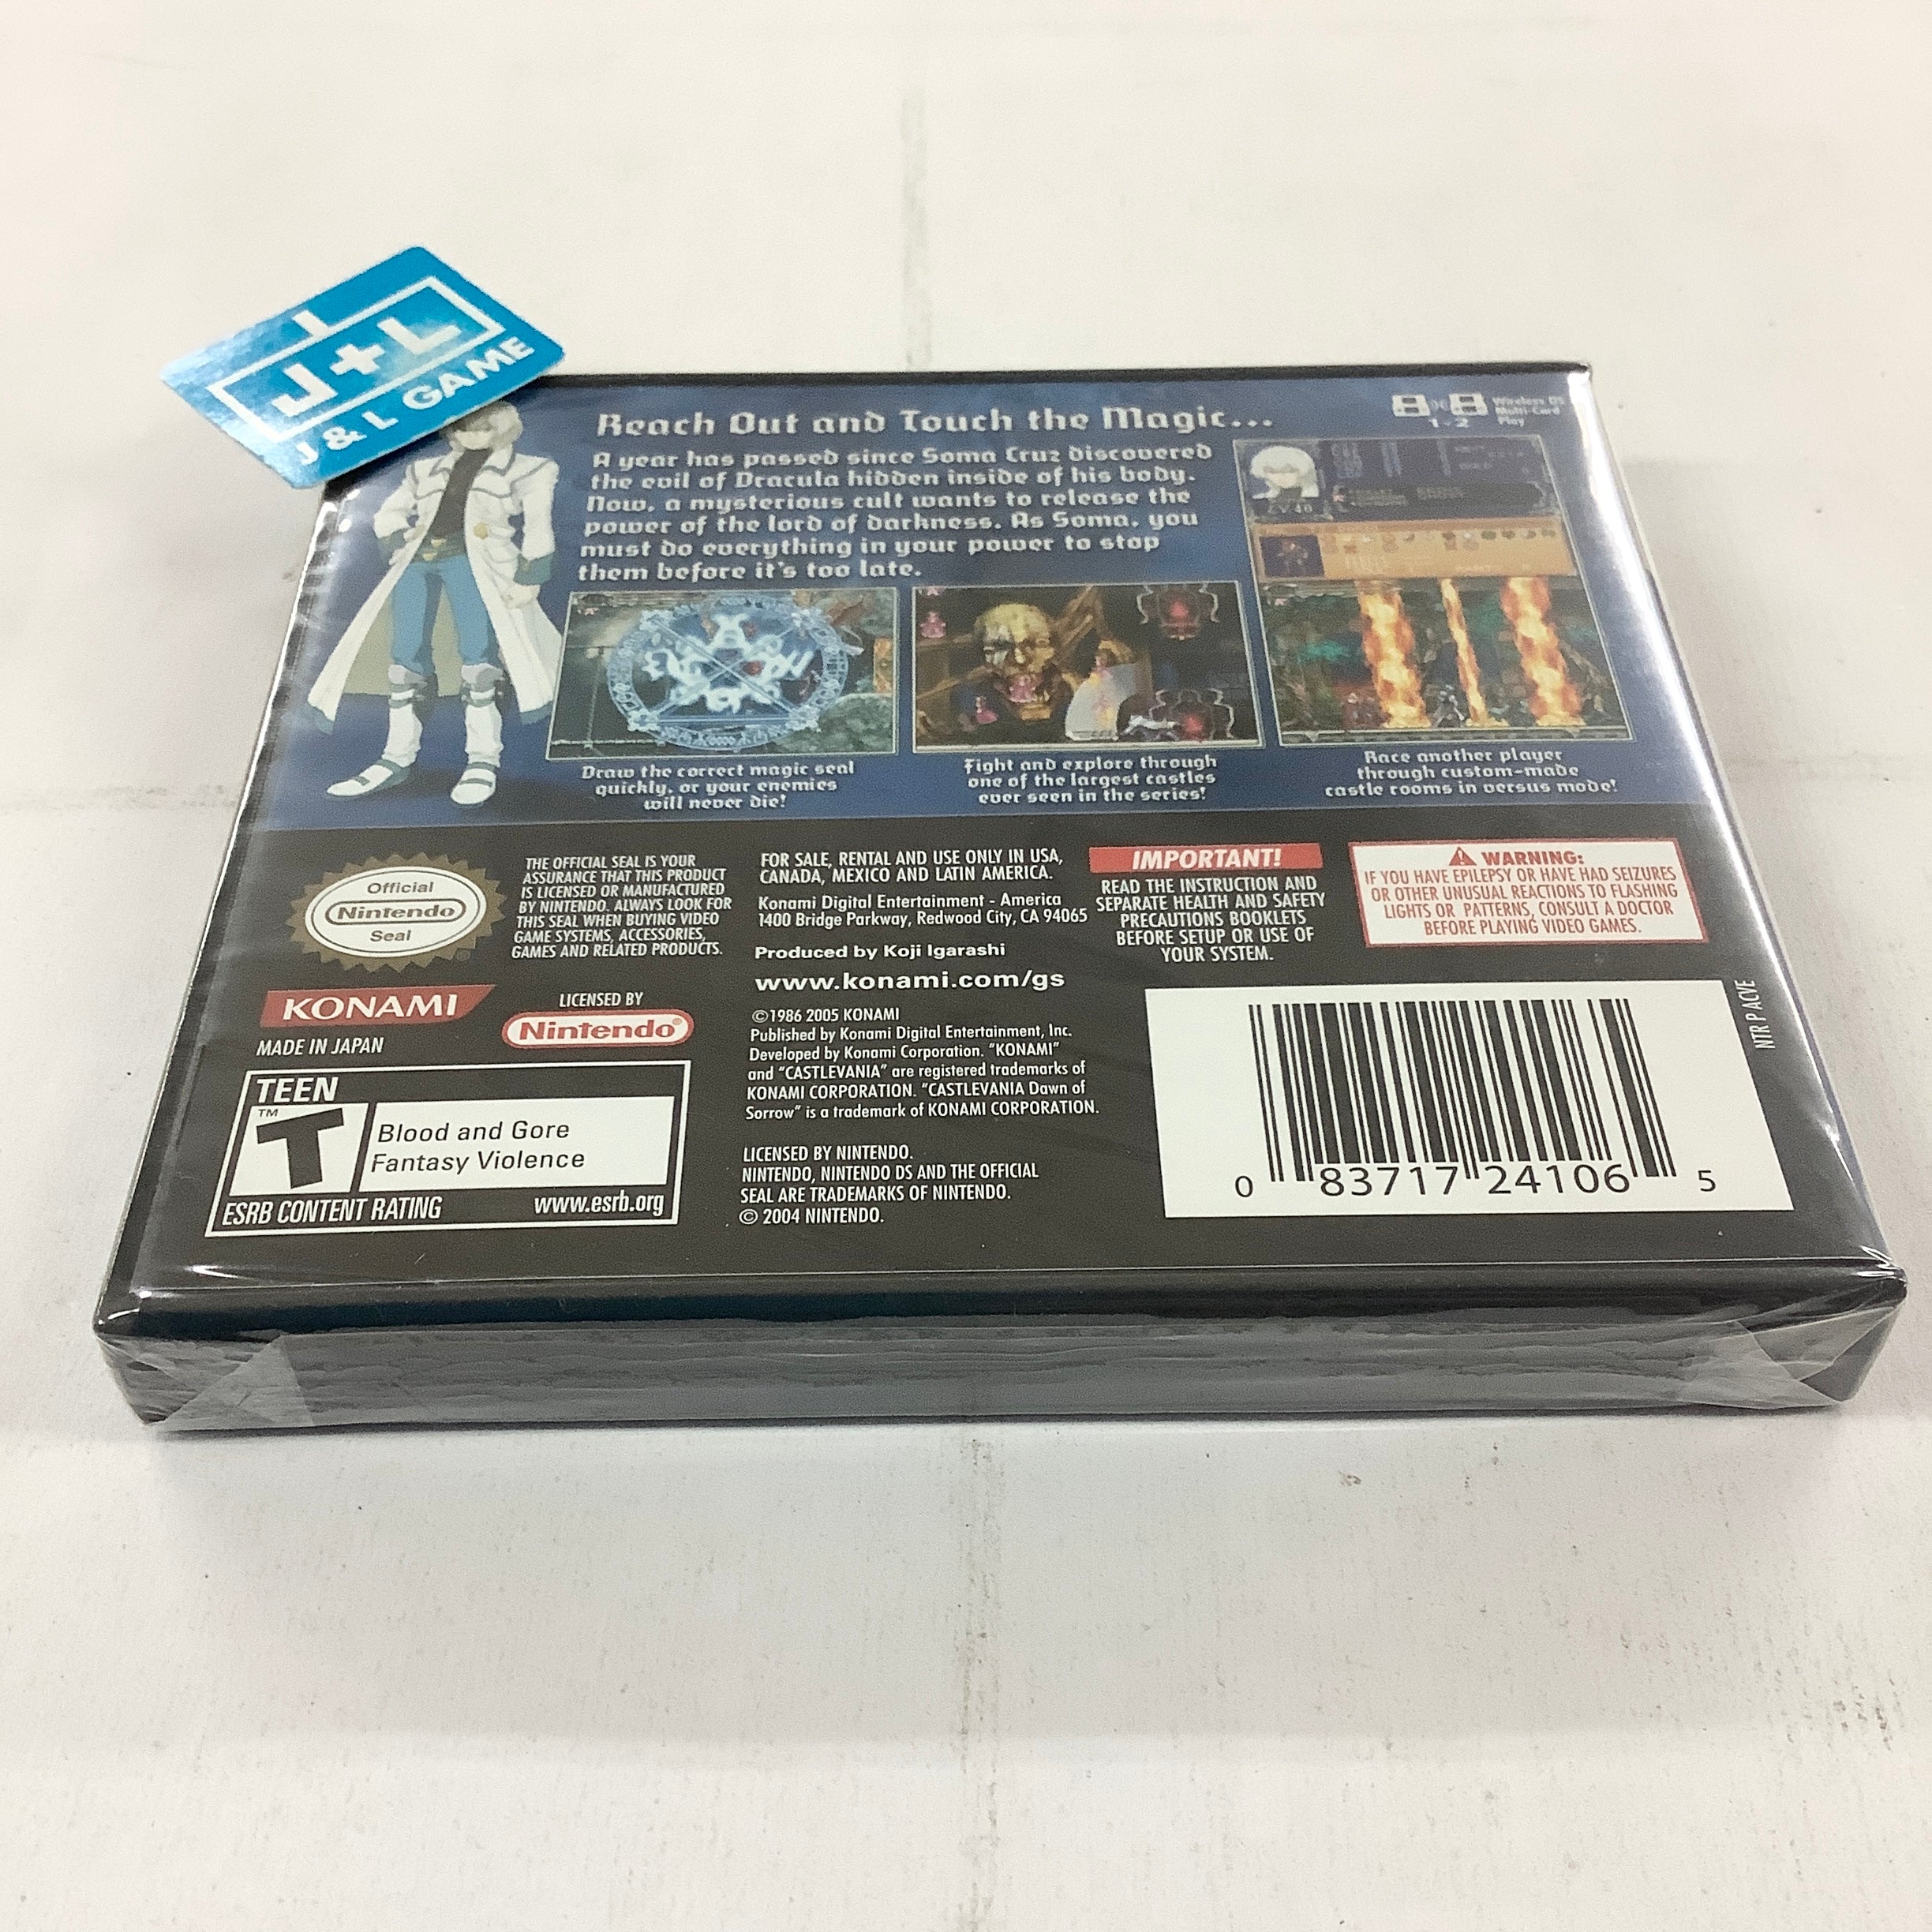 J+L
J & L GAME
Reach Out and Touch the Magic...
Wireless DS
Multi-Card
Play
1-2
A year has passed since Soma Cruz discovered
the evil of Dracula hidden inside of his body.
Now, a mysterious cult wants to release the
power of the lord of darkness. As Soma, you
must do everything in your power to stop
them before it's too late.
LV 48
Draw the correct magic seal
quickly, or your enemies
will never die!
Fight and explore through
one of the largest castles
ever seen in the series!
Race another player
through custom-made
castle rooms in versus mode!
Official
Nintendo
Seal
THE OFFICIAL SEAL IS YOUR
ASSURANCE THAT THIS PRODUCT
IS LICENSED OR MANUFACTURED
BY NINTENDO. ALWAYS LOOK FOR
THIS SEAL WHEN BUYING VIDEO
GAME SYSTEMS, ACCESSORIES,
GAMES AND RELATED PRODUCTS.
FOR SALE, RENTAL AND USE ONLY IN USA,
CANADA, MEXICO AND LATIN AMERICA.
Konami Digital Entertainment - America
1400 Bridge Parkway, Redwood City, CA 94065
Produced by Koji Igarashi
www.konami.com/gs
IMPORTANT!
READ THE INSTRUCTION AND
SEPARATE HEALTH AND SAFETY
PRECAUTIONS BOOKLETS
BEFORE SETUP OR USE OF
YOUR SYSTEM.
WARNING:
IF YOU HAVE EPILEPSY OR HAVE HAD SEIZURES
OR OTHER UNUSUAL REACTIONS TO FLASHING
LIGHTS OR PATTERNS, CONSULT A DOCTOR
BEFORE PLAYING VIDEO GAMES.
KONAMI
MADE IN JAPAN
LICENSED BY
Nintendo®
©1986 2005 KONAMI
Published by Konami Digital Entertainment, Inc.
Developed by Konami Corporation. "KONAMI"
and "CASTLEVANIA" are registered trademarks of
KONAMI CORPORATION. "CASTLEVANIA Dawn of
Sorrow" is a trademark of KONAMI CORPORATION.
LICENSED BY NINTENDO.
NINTENDO, NINTENDO DS AND THE OFFICIAL
SEAL ARE TRADEMARKS OF NINTENDO.
© 2004 NINTENDO.
TEEN
T™
Blood and Gore
Fantasy Violence
ESRB CONTENT RATING www.esrb.org
NTR P ACVE
0 83717 24106 5